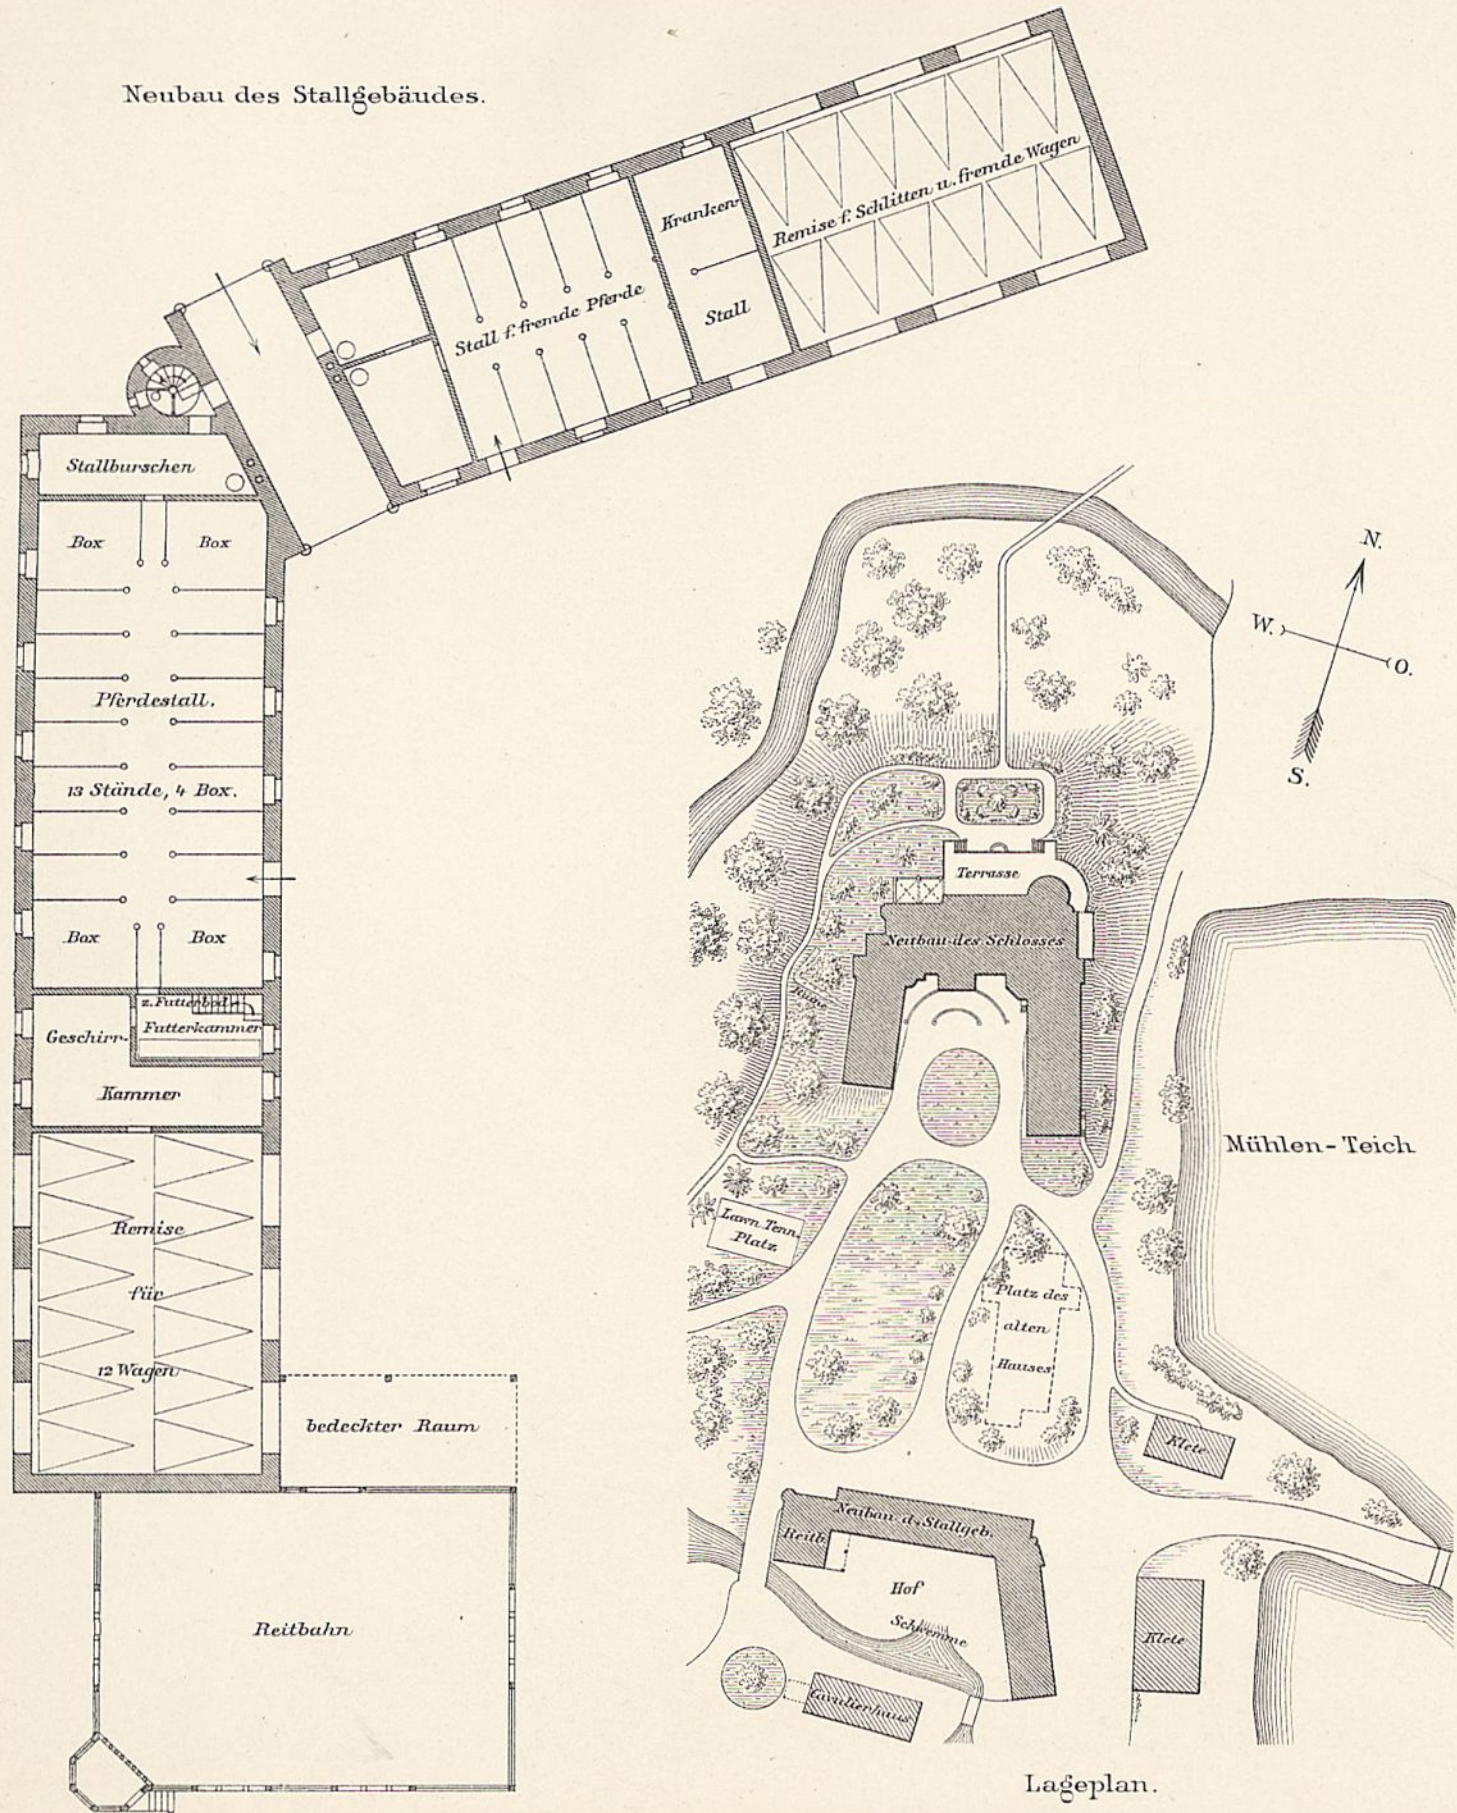 Neubau des Stallgebäudes.
Remise f. Schlitten u. fremde Wagen
Kranken-
Stall
Stall f. fremde Pferde
Stallburschen
Box
Box
Pferdestall.
13 Stände, 4 Box.
Box
Box
z. Futterbod.
Futterkammer
Geschirr-
Kammer
Remise
für
12 Wagen
bedeckter Raum
Reitbahn
N.
W.
O.
S.
Terrasse
Neubau des Schlosses
Ruine
Mühlen-Teich
Lawn Tenn.
Platz
Platz des
alten
Hauses
Klete
Neubau d. Stallgeb.
Reitb.
Hof
Schwemme
Klete
Cavalierhaus
Lageplan.